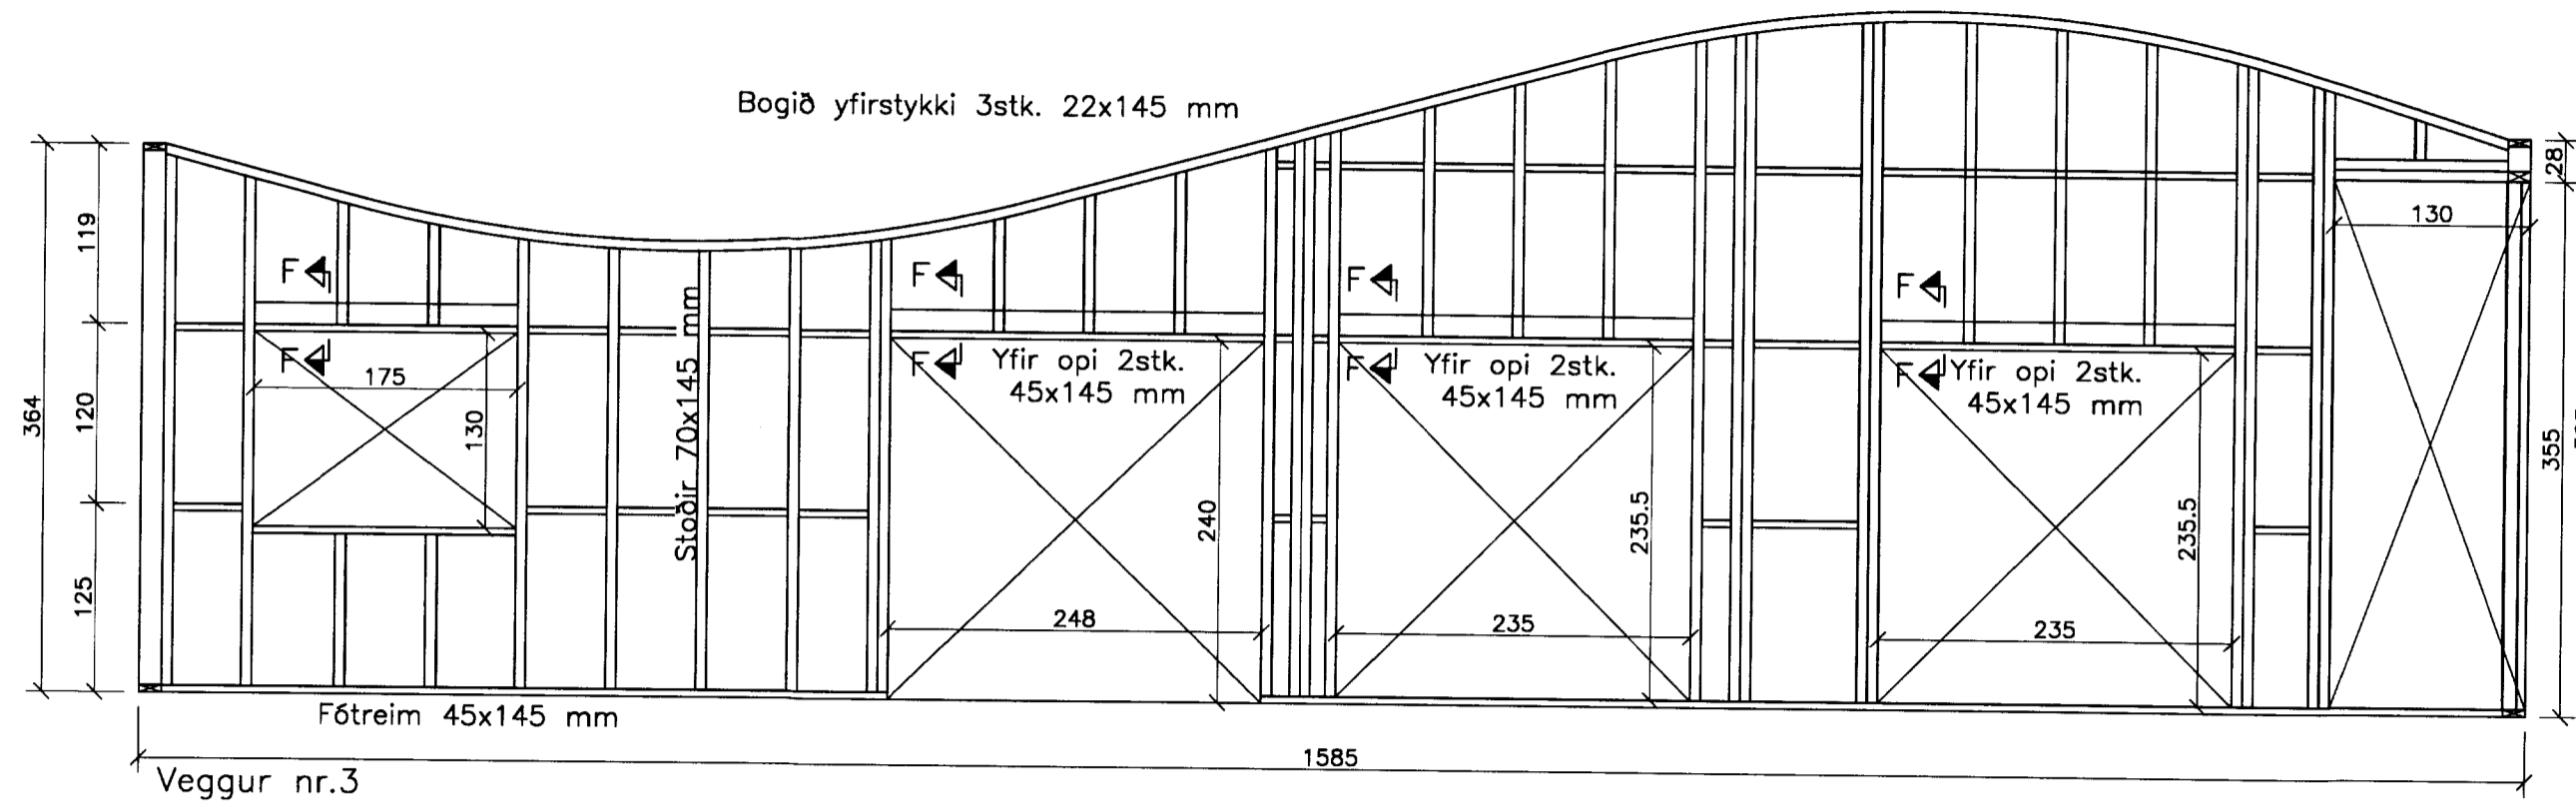 Bogið yfirstykki 3stk. 22x145 mm
28
130
119
F
F
F
F
F
F
F
F
Yfir opi 2stk.
45x145 mm
Yfir opi 2stk.
45x145 mm
Yfir opi 2stk.
45x145 mm
175
130
364
120
125
Stoðir 70x145 mm
240
235.5
235.5
355
248
235
235
Fótreim 45x145 mm
1585
Veggur nr.3